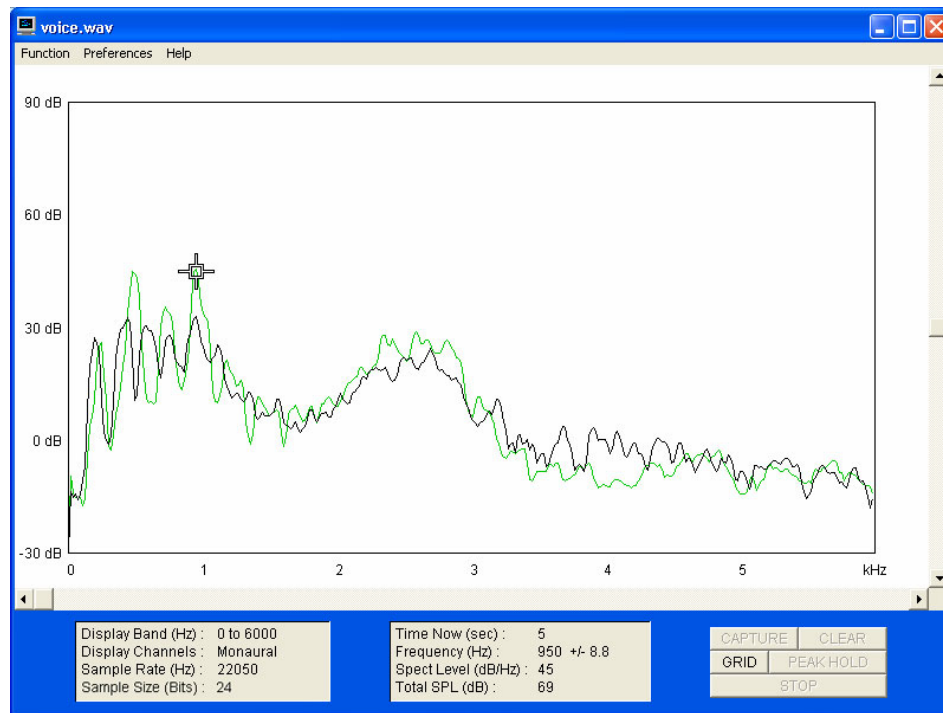 voice.wav
Function Preferences Help
90 dB
60 dB
30 dB
0 dB
-30 dB
0 1 2 3 4 5 kHz
Display Band (Hz) : 0 to 6000
Display Channels : Monaural
Sample Rate (Hz) : 22050
Sample Size (Bits) : 24
Time Now (sec) : 5
Frequency (Hz) : 950 +/- 8.8
Spect Level (dB/Hz) : 45
Total SPL (dB) : 69
CAPTURE CLEAR
GRID PEAK HOLD
STOP